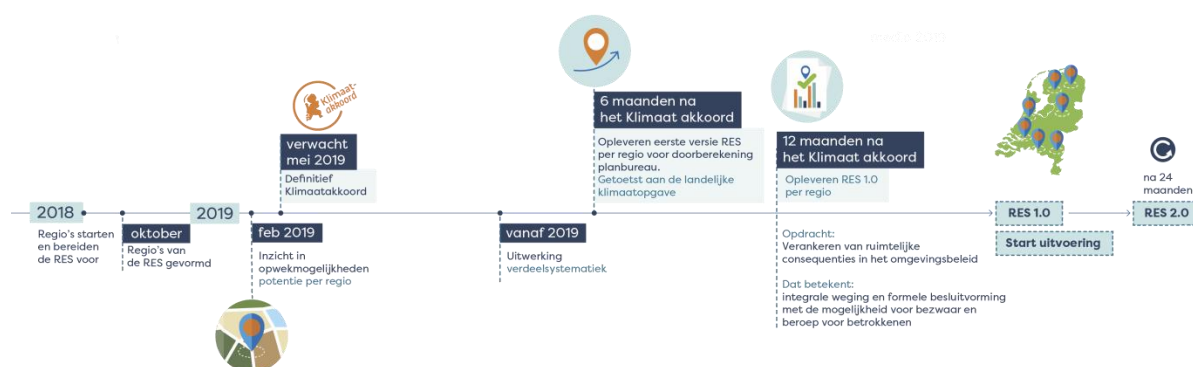 2018
Regio's starten
en bereiden
de RES voor
oktober
Regio's van
de RES gevormd
2019
feb 2019
Inzicht in
opwekmogelijkheden
potentie per regio
Klimaat-
akkoord
verwacht
mei 2019
Definitief
Klimaatakkoord
vanaf 2019
Uitwerking
verdeelsystematiek
6 maanden na
het Klimaat akkoord
Opleveren eerste versie RES
per regio voor doorberekening
planbureau.
Getoetst aan de landelijke
klimaatopgave
12 maanden na
het Klimaat akkoord
Opleveren RES 1.0
per regio
Opdracht:
Verankeren van ruimtelijke
consequenties in het omgevingsbeleid
Dat betekent:
integrale weging en formele besluitvorming
met de mogelijkheid voor bezwaar en
beroep voor betrokkenen
RES 1.0
Start uitvoering
na 24
maanden
RES 2.0